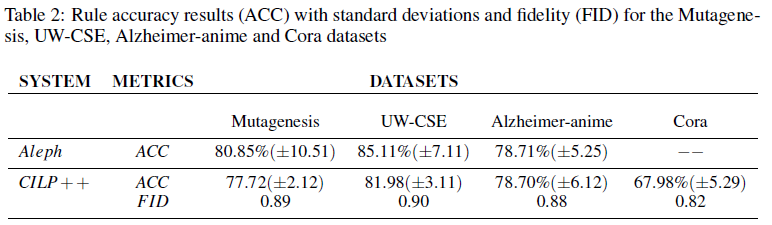 Table 2: Rule accuracy results (ACC) with standard deviations and fidelity (FID) for the Mutagene-
sis, UW-CSE, Alzheimer-anime and Cora datasets
SYSTEM METRICS DATASETS
Mutagenesis UW-CSE Alzheimer-anime Cora
Aleph ACC 80.85%(±10.51) 85.11%(±7.11) 78.71%(±5.25) −−
CILP++ ACC 77.72(±2.12) 81.98(±3.11) 78.70%(±6.12) 67.98%(±5.29)
FID 0.89 0.90 0.88 0.82